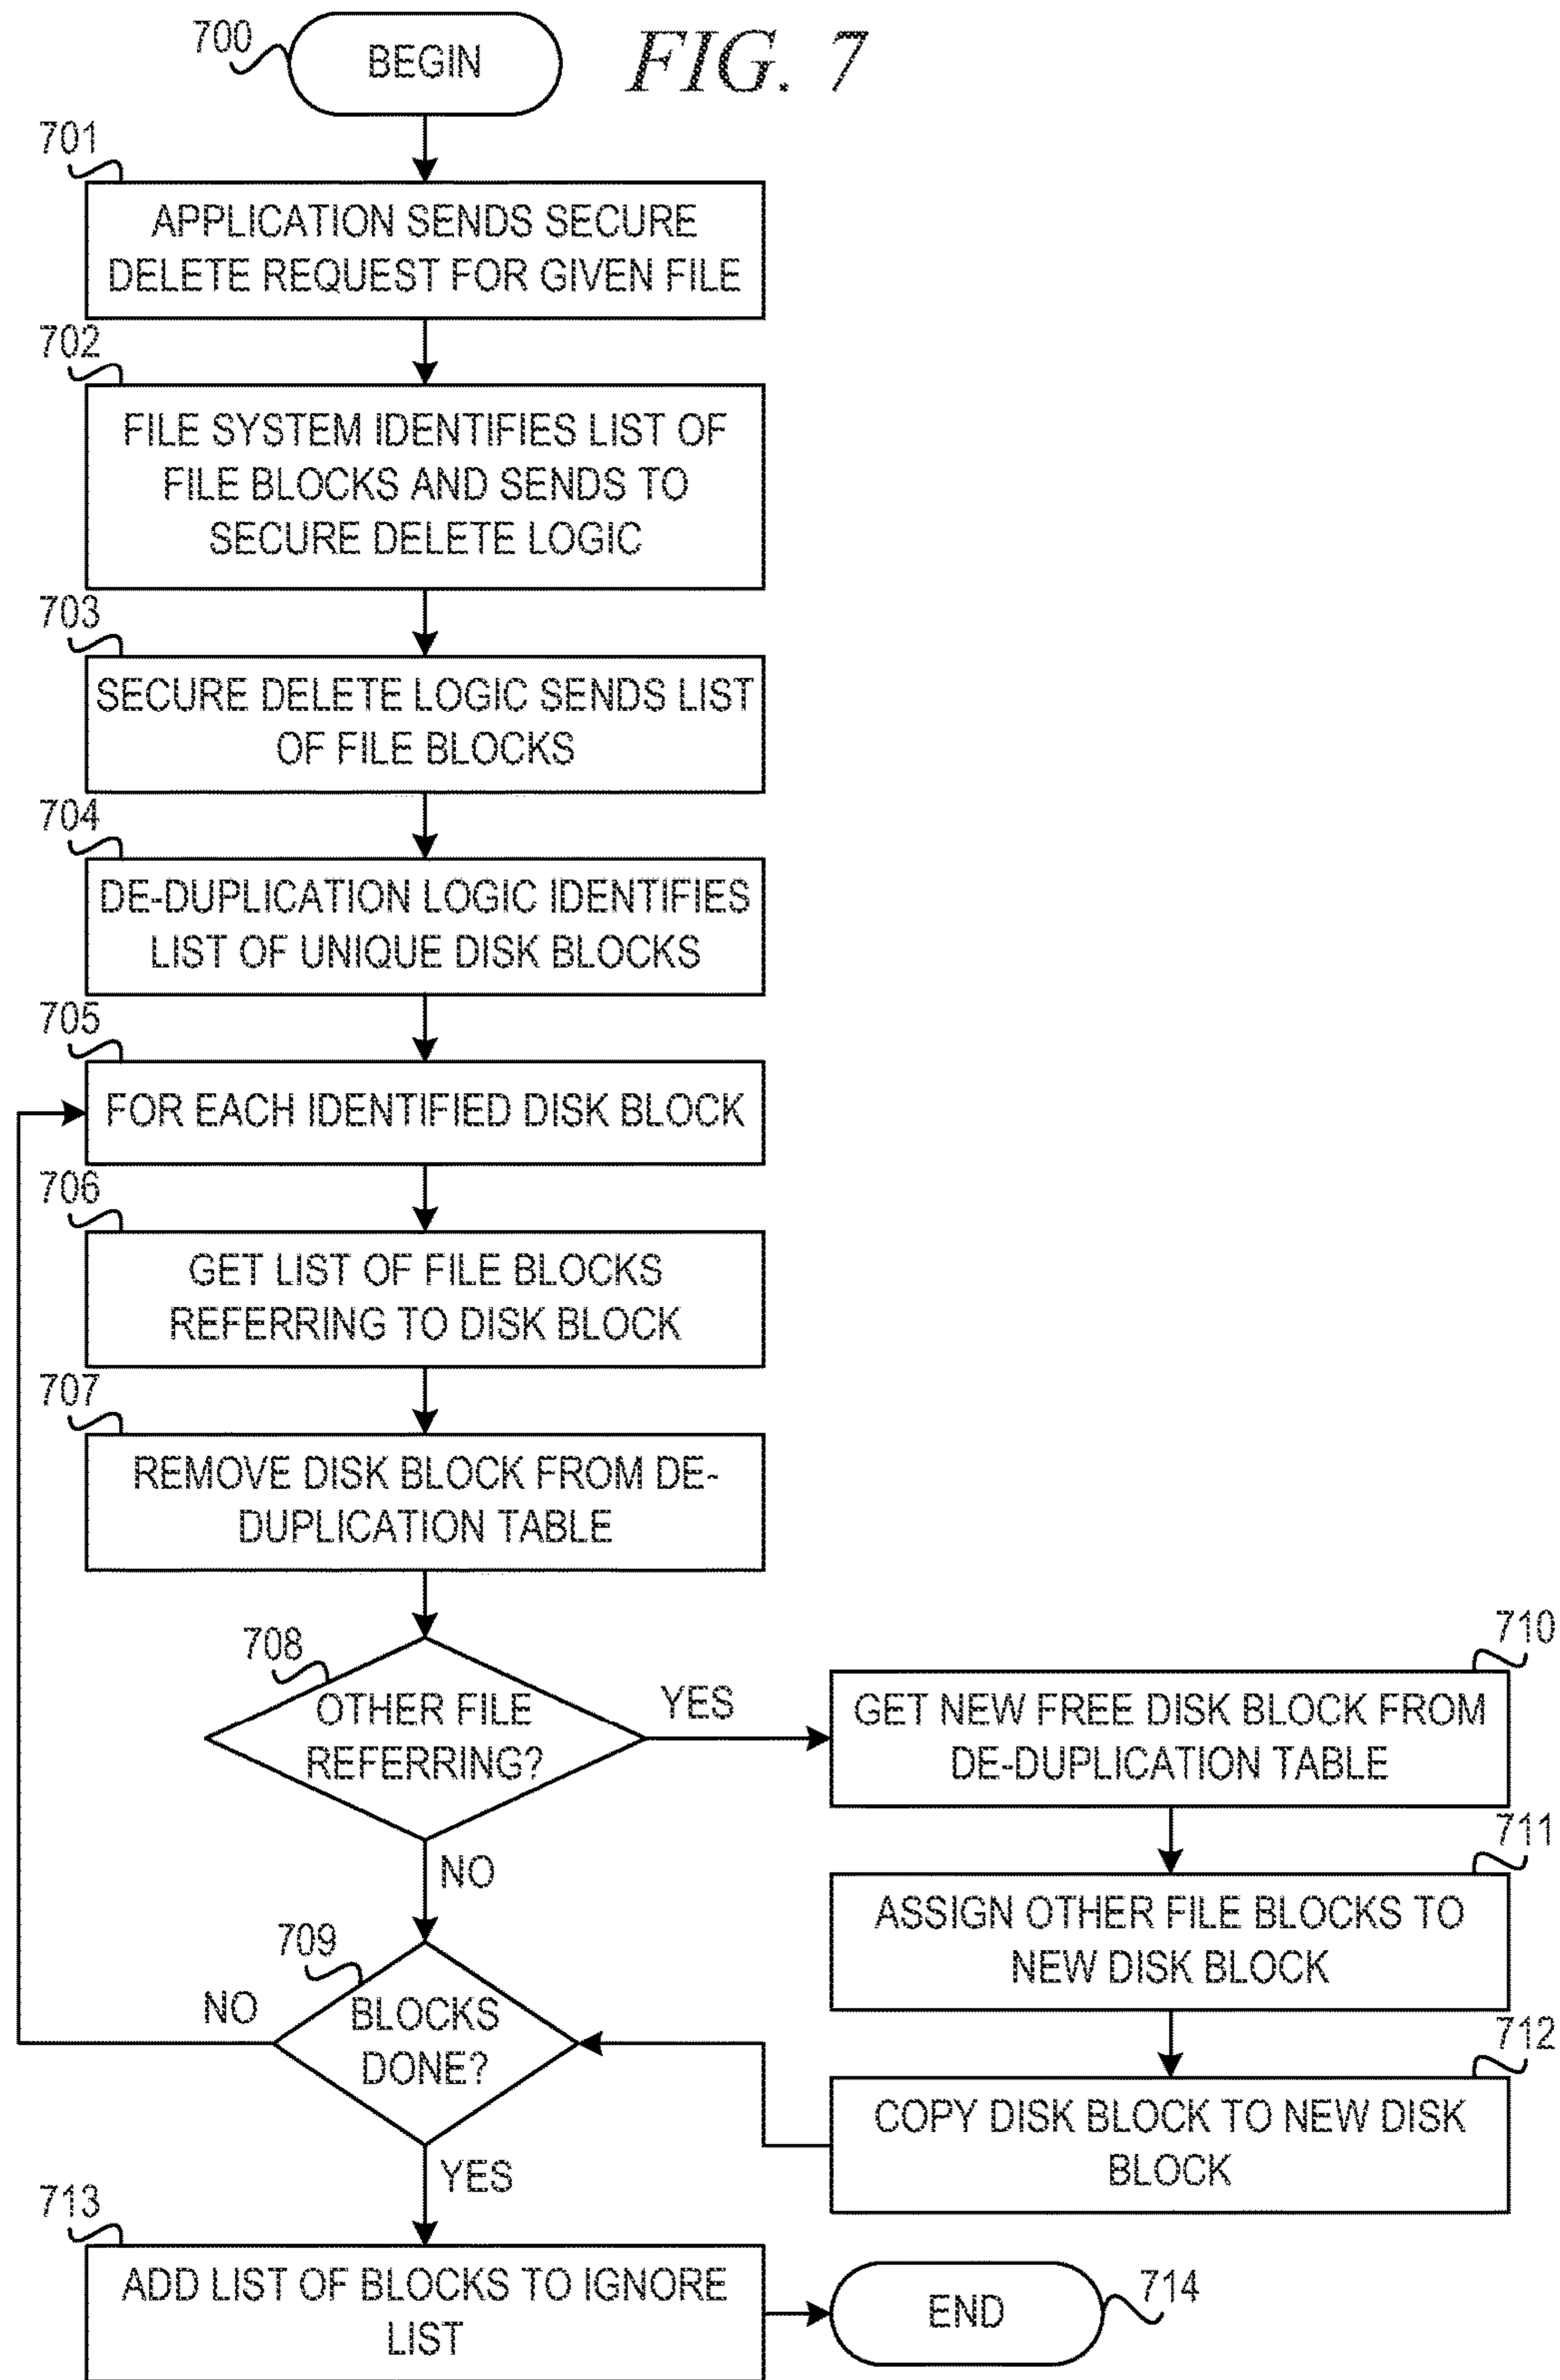 700
BEGIN
FIG. 7
701
APPLICATION SENDS SECURE
DELETE REQUEST FOR GIVEN FILE
702
FILE SYSTEM IDENTIFIES LIST OF
FILE BLOCKS AND SENDS TO
SECURE DELETE LOGIC
703
SECURE DELETE LOGIC SENDS LIST
OF FILE BLOCKS
704
DE-DUPLICATION LOGIC IDENTIFIES
LIST OF UNIQUE DISK BLOCKS
705
FOR EACH IDENTIFIED DISK BLOCK
706
GET LIST OF FILE BLOCKS
REFERRING TO DISK BLOCK
707
REMOVE DISK BLOCK FROM DE-
DUPLICATION TABLE
708
OTHER FILE
REFERRING?
YES
NO
710
GET NEW FREE DISK BLOCK FROM
DE-DUPLICATION TABLE
711
ASSIGN OTHER FILE BLOCKS TO
NEW DISK BLOCK
712
COPY DISK BLOCK TO NEW DISK
BLOCK
709
BLOCKS
DONE?
NO
YES
713
ADD LIST OF BLOCKS TO IGNORE
LIST
END
714